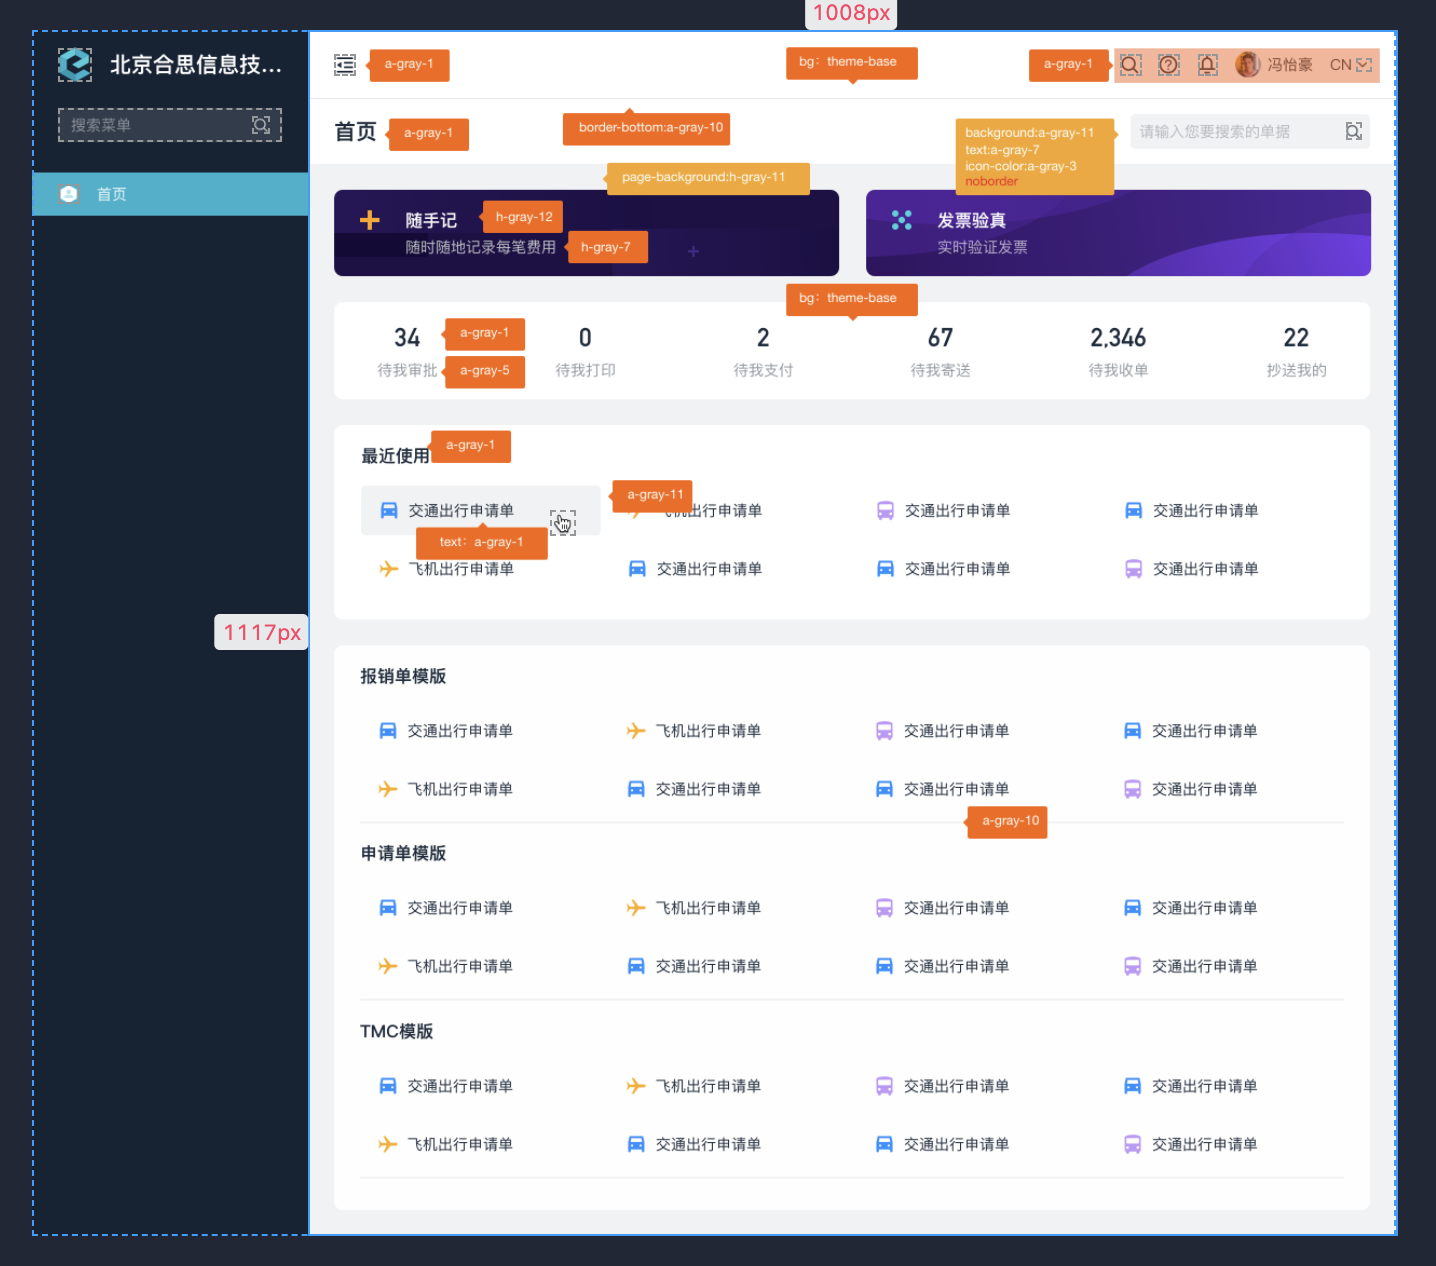 1008px
北京合思信息技...
a-gray-1
bg：theme-base
a-gray-1
冯怡豪
CN
搜索菜单
首页
a-gray-1
border-bottom:a-gray-10
background:a-gray-11
text:a-gray-7
icon-color:a-gray-3
noborder
请输入您要搜索的单据
page-background:h-gray-11
首页
随手记
h-gray-12
随时随地记录每笔费用
h-gray-7
发票验真
实时验证发票
bg：theme-base
34
a-gray-1
0
2
67
2,346
22
待我审批
a-gray-5
待我打印
待我支付
待我寄送
待我收单
抄送我的
最近使用
a-gray-1
交通出行申请单
a-gray-11
飞机出行申请单
交通出行申请单
交通出行申请单
text：a-gray-1
飞机出行申请单
交通出行申请单
交通出行申请单
交通出行申请单
1117px
报销单模版
交通出行申请单
飞机出行申请单
交通出行申请单
交通出行申请单
飞机出行申请单
交通出行申请单
交通出行申请单
交通出行申请单
a-gray-10
申请单模版
交通出行申请单
飞机出行申请单
交通出行申请单
交通出行申请单
飞机出行申请单
交通出行申请单
交通出行申请单
交通出行申请单
TMC模版
交通出行申请单
飞机出行申请单
交通出行申请单
交通出行申请单
飞机出行申请单
交通出行申请单
交通出行申请单
交通出行申请单